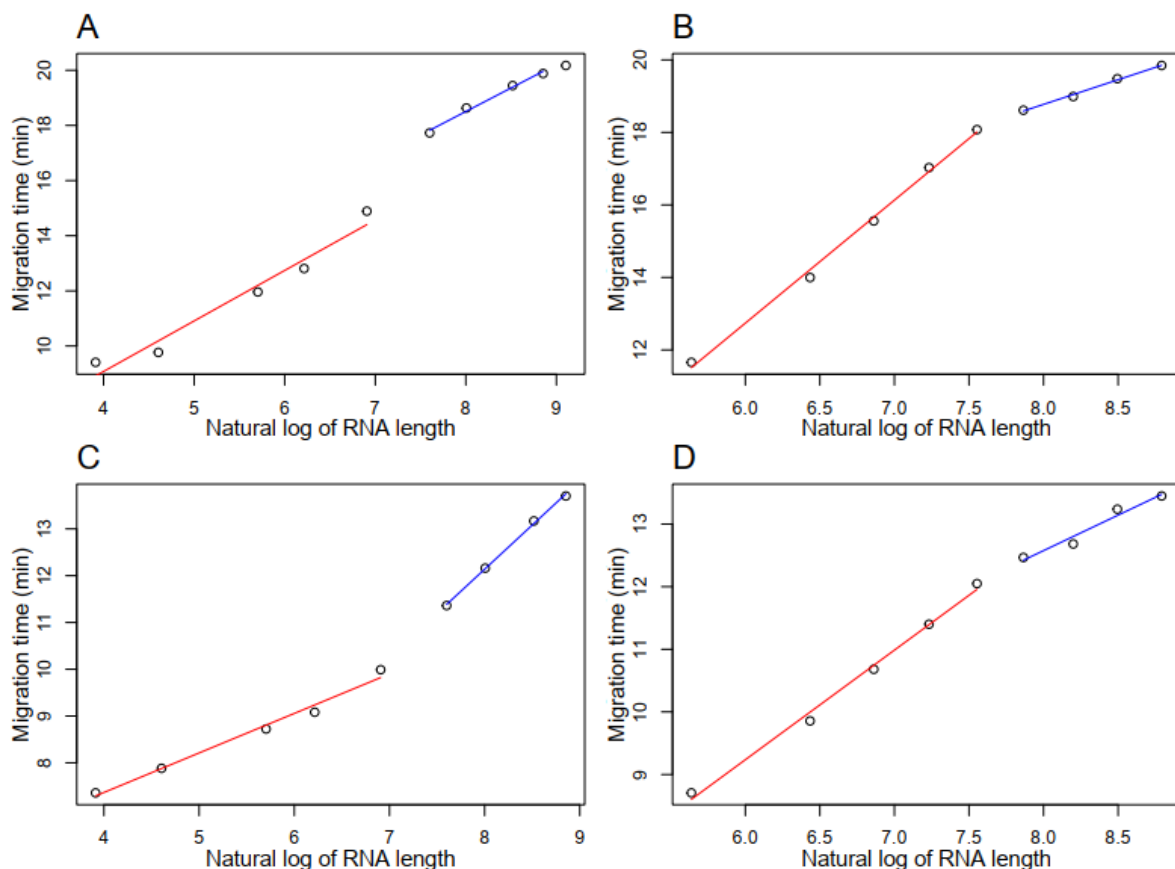 A
Migration time (min)
10 12 14 16 18 20
4 5 6 7 8 9
Natural log of RNA length
B
Migration time (min)
12 14 16 18 20
6.0 6.5 7.0 7.5 8.0 8.5
Natural log of RNA length
C
Migration time (min)
8 9 10 11 12 13
4 5 6 7 8 9
Natural log of RNA length
D
Migration time (min)
9 10 11 12 13
6.0 6.5 7.0 7.5 8.0 8.5
Natural log of RNA length